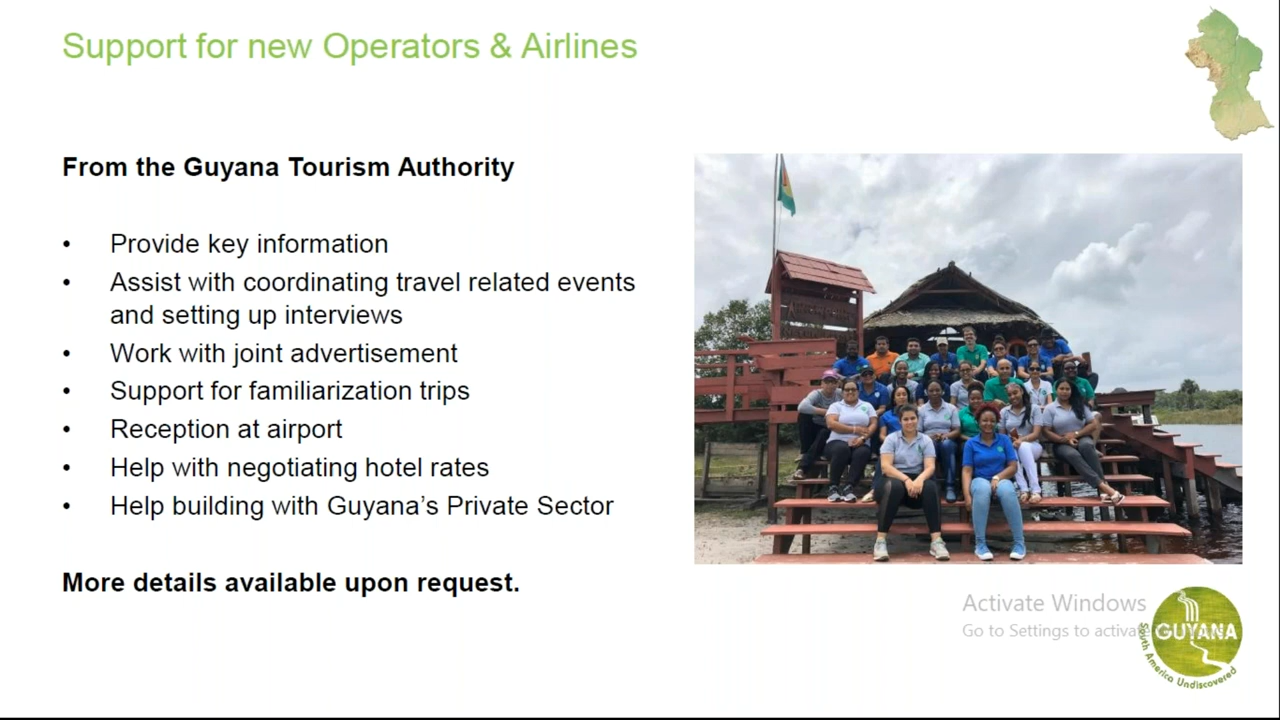 Support for new Operators & Airlines
From the Guyana Tourism Authority
• Provide key information
• Assist with coordinating travel related events
and setting up interviews
• Work with joint advertisement
• Support for familiarization trips
• Reception at airport
• Help with negotiating hotel rates
• Help building with Guyana’s Private Sector
More details available upon request.
Activate Windows
Go to Settings to activate
GUYANA
South America Undiscovered